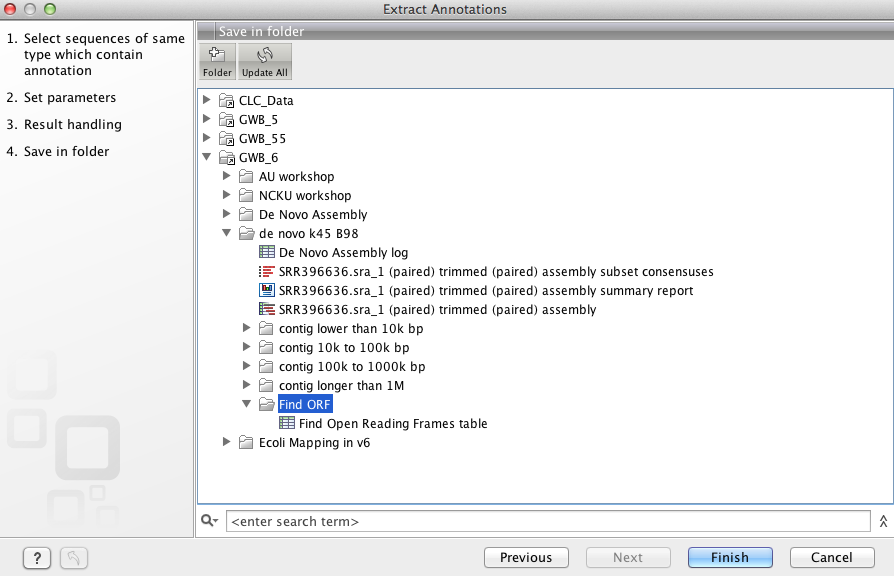 Extract Annotations
1. Select sequences of same
type which contain
annotation
2. Set parameters
3. Result handling
4. Save in folder
Save in folder
Folder
Update All
CLC_Data
GWB_5
GWB_55
GWB_6
AU workshop
NCKU workshop
De Novo Assembly
de novo k45 B98
De Novo Assembly log
SRR396636.sra_1 (paired) trimmed (paired) assembly subset consensuses
SRR396636.sra_1 (paired) trimmed (paired) assembly summary report
SRR396636.sra_1 (paired) trimmed (paired) assembly
contig lower than 10k bp
contig 10k to 100k bp
contig 100k to 1000k bp
contig longer than 1M
Find ORF
Find Open Reading Frames table
Ecoli Mapping in v6
<enter search term>
?
Previous
Next
Finish
Cancel